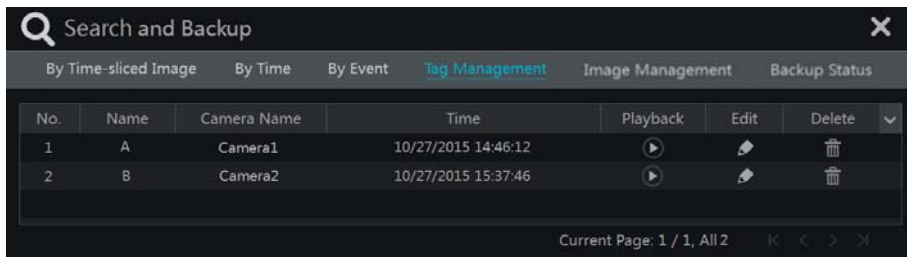 Search and Backup
By Time-sliced Image By Time By Event Tag Management Image Management Backup Status
No. Name Camera Name Time Playback Edit Delete
1 A Camera1 10/27/2015 14:46:12
2 B Camera2 10/27/2015 15:37:46
Current Page: 1 / 1, All 2